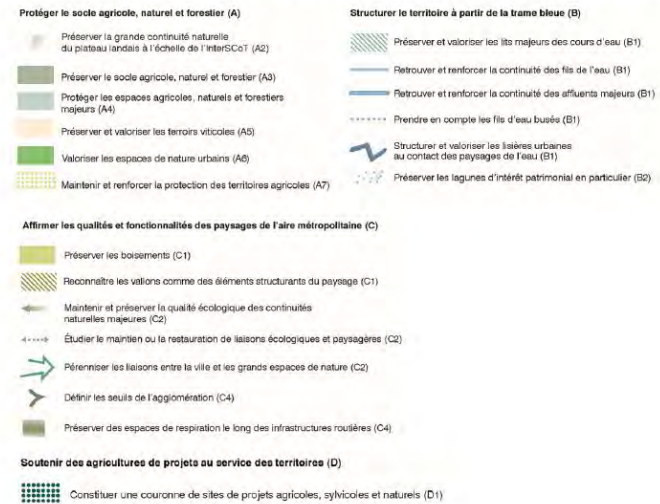 Protéger le socle agricole, naturel et forestier (A)
Préserver la grande continuité naturelle
du plateau landais à l'échelle de l'InterSCoT (A2)
Préserver le socle agricole, naturel et forestier (A3)
Protéger les espaces agricoles, naturels et forestiers
majeurs (A4)
Préserver et valoriser les terroirs viticoles (A5)
Valoriser les espaces de nature urbains (A6)
Maintenir et renforcer la protection des territoires agricoles (A7)
Structurer le territoire à partir de la trame bleue (B)
Préserver et valoriser les lits majeurs des cours d'eau (B1)
Retrouver et renforcer la continuité des fils de l'eau (B1)
Retrouver et renforcer la continuité des affluents majeurs (B1)
Prendre en compte les fils d'eau busés (B1)
Structurer et valoriser les lisières urbaines
au contact des paysages de l'eau (B1)
Préserver les lagunes d'intérêt patrimonial en particulier (B2)
Affirmer les qualités et fonctionnalités des paysages de l'aire métropolitaine (C)
Préserver les boisements (C1)
Reconnaître les vallons comme des éléments structurants du paysage (C1)
Maintenir et préserver la qualité écologique des continuités
naturelles majeures (C2)
Étudier le maintien ou la restauration de liaisons écologiques et paysagères (C2)
Pérenniser les liaisons entre la ville et les grands espaces de nature (C2)
Définir les seuils de l'agglomération (C4)
Préserver des espaces de respiration le long des infrastructures routières (C4)
Soutenir des agricultures de projets au service des territoires (D)
Constituer une couronne de sites de projets agricoles, sylvicoles et naturels (D1)